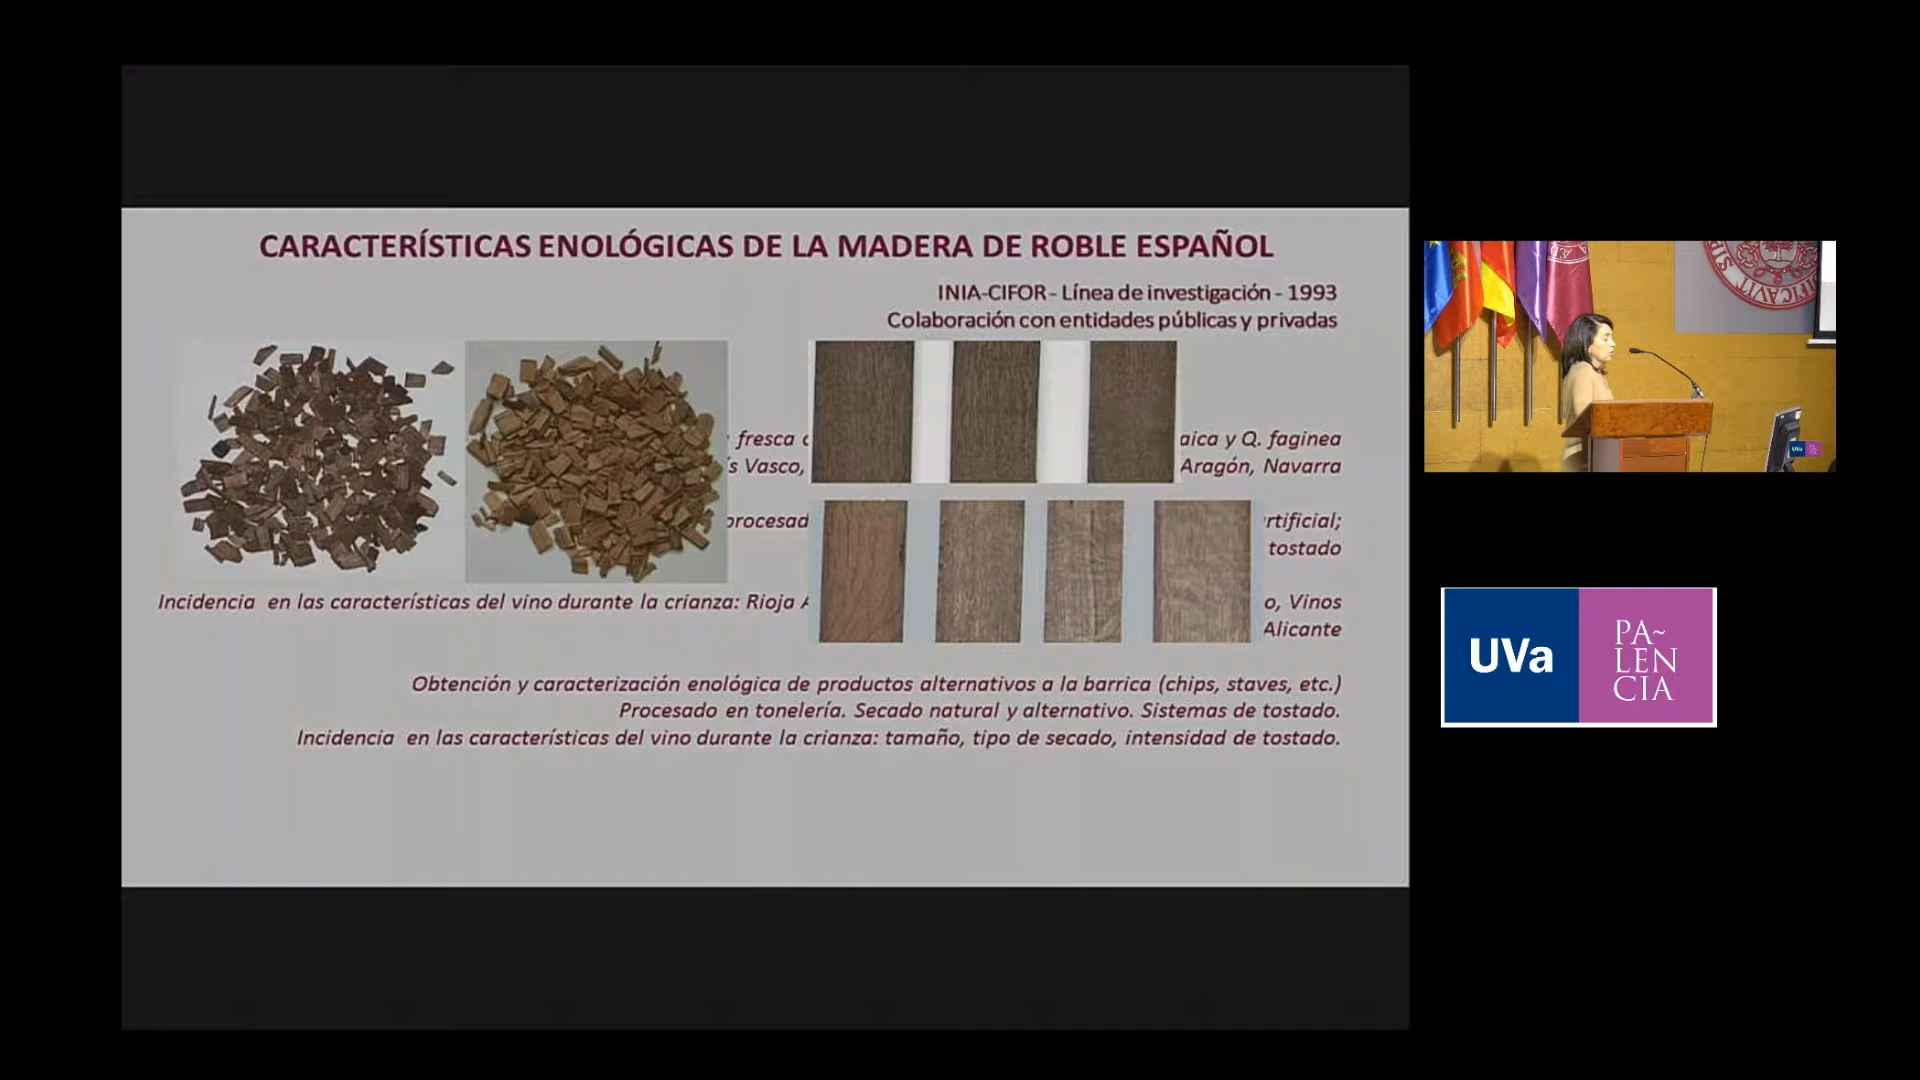 CARACTERÍSTICAS ENOLÓGICAS DE LA MADERA DE ROBLE ESPAÑOL
INIA-CIFOR - Línea de investigación - 1993
Colaboración con entidades públicas y privadas
fresca
y Q. faginea
Vasco,
Aragón, Navarra
tostado
Incidencia en las características del vino durante la crianza: Rioja
Vinos
Alicante
Obtención y caracterización enológica de productos alternativos a la barrica (chips, staves, etc.)
Procesado en tonelería. Secado natural y alternativo. Sistemas de tostado.
Incidencia en las características del vino durante la crianza: tamaño, tipo de secado, intensidad de tostado.
UVa
PA~
LEN
CIA